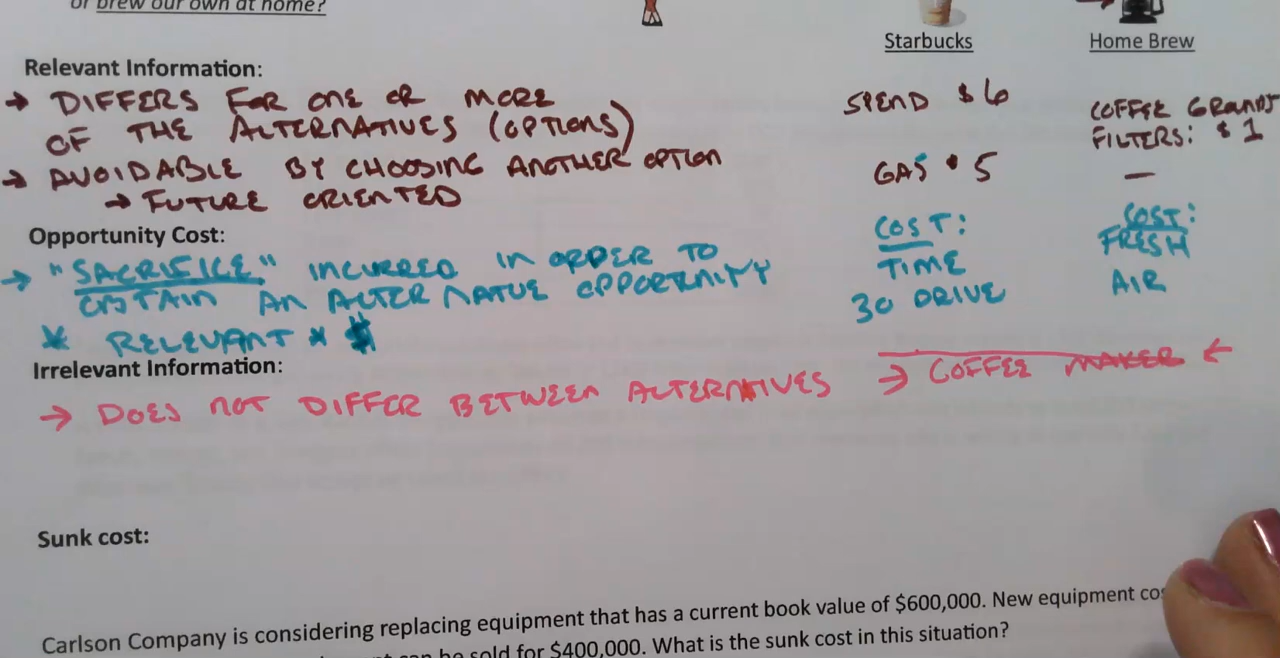 or brew our own at home?
Starbucks Home Brew
Relevant Information:
→ DIFFERS FOR ONE OR MORE
OF THE ALTERNATIVES (OPTIONS)
→ AVOIDABLE BY CHOOSING ANOTHER OPTION
→ FUTURE ORIENTED
SPEND $6
COFFEE GROUNDS
FILTERS: $1
GAS $5 —
Opportunity Cost:
→ "SACRIFICE" INCURRED IN ORDER TO
OBTAIN AN ALTERNATIVE OPPORTUNITY
* RELEVANT * $
COST:
TIME
30 DRIVE
COST:
FRESH
AIR
Irrelevant Information:
→ DOES NOT DIFFER BETWEEN ALTERNATIVES → COFFEE MAKER ←
Sunk cost:
Carlson Company is considering replacing equipment that has a current book value of $600,000. New equipment
can be sold for $400,000. What is the sunk cost in this situation?